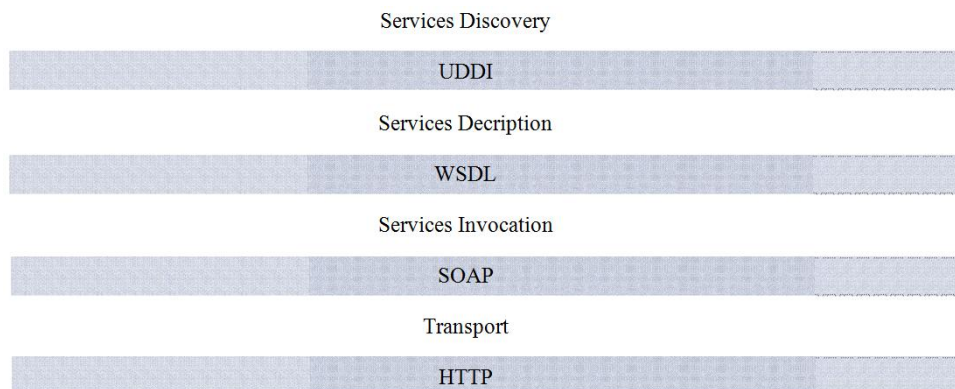 Services Discovery
UDDI
Services Decription
WSDL
Services Invocation
SOAP
Transport
HTTP